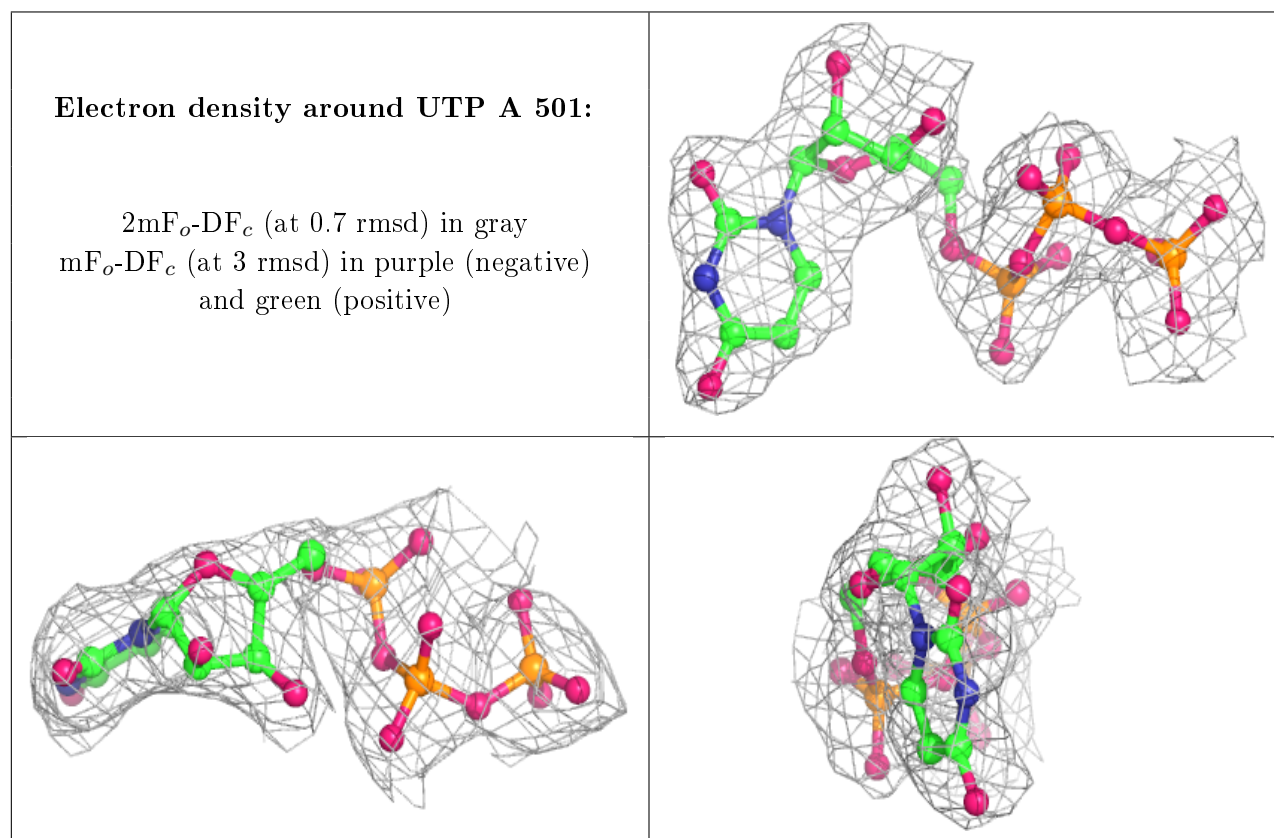 Electron density around UTP A 501:
2mFo-DFc (at 0.7 rmsd) in gray
mFo-DFc (at 3 rmsd) in purple (negative)
and green (positive)